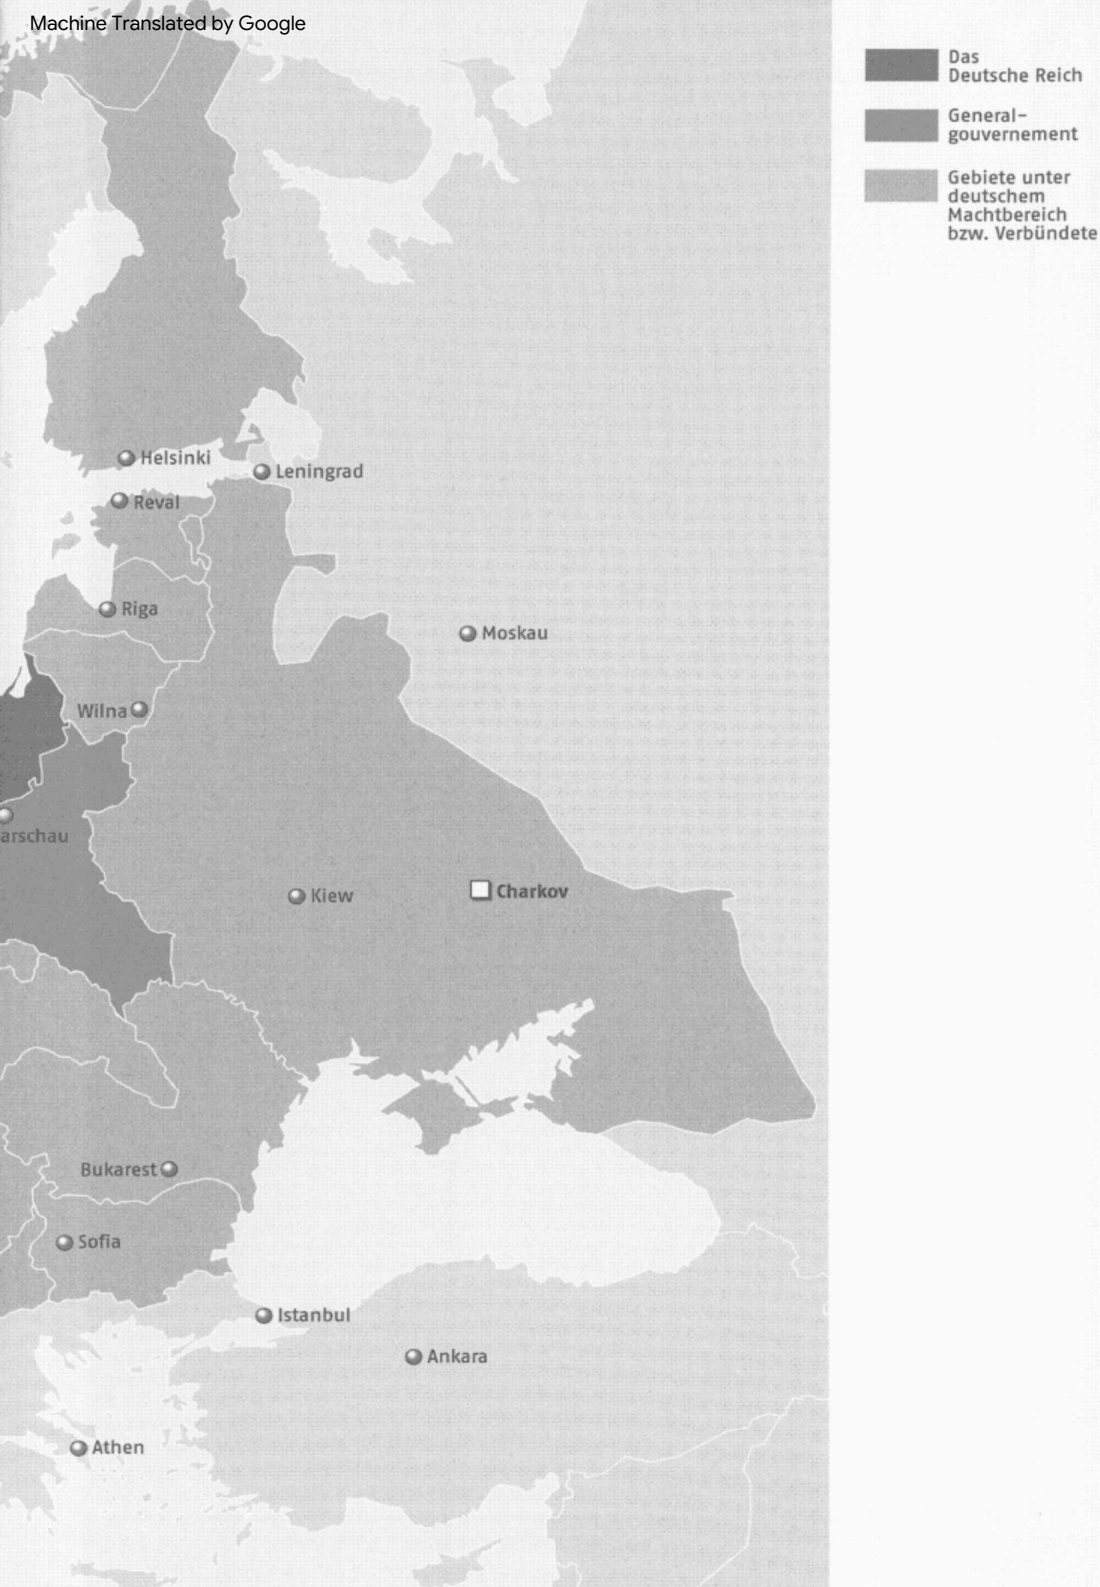 Machine Translated by Google
Das
Deutsche Reich
General-
gouvernement
Gebiete unter
deutschem
Machtbereich
bzw. Verbündete
Helsinki
Leningrad
Reval
Riga
Moskau
Wilna
arschau
Kiew
Charkov
Bukarest
Sofia
Istanbul
Ankara
Athen